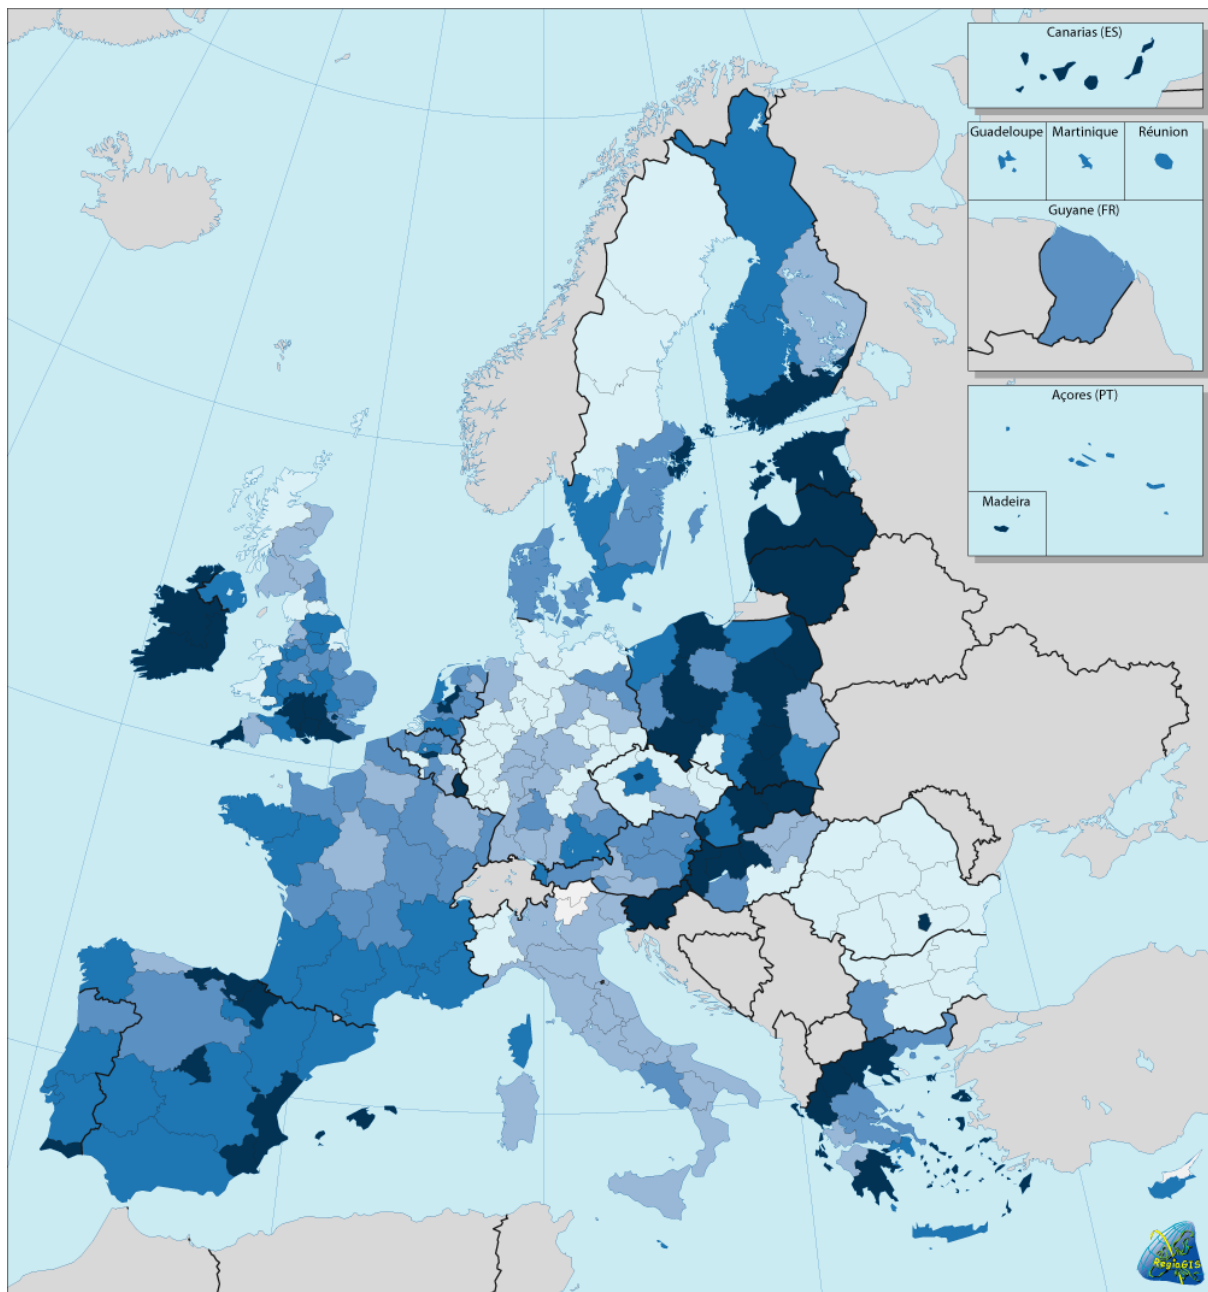 Canarias (ES)
Guadeloupe
Martinique
Réunion
Guyane (FR)
Açores (PT)
Madeira
RegioGIS